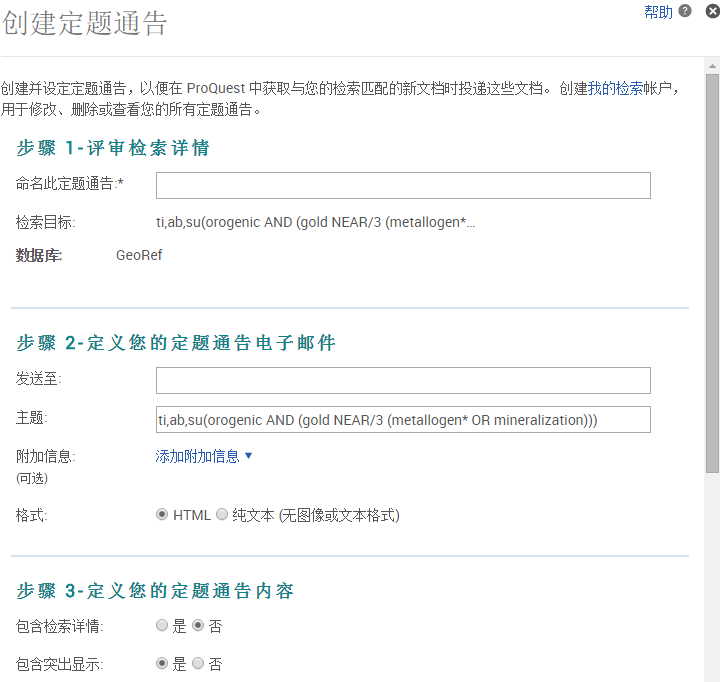 创建定题通告
帮助
创建并设定定题通告，以便在 ProQuest 中获取与您的检索匹配的新文档时投递这些文档。创建我的检索帐户，
用于修改、删除或查看您的所有定题通告。
步骤 1-评审检索详情
命名此定题通告:*
检索目标: ti,ab,su(orogenic AND (gold NEAR/3 (metallogen*...
数据库: GeoRef
步骤 2-定义您的定题通告电子邮件
发送至:
主题: ti,ab,su(orogenic AND (gold NEAR/3 (metallogen* OR mineralization)))
附加信息: 添加附加信息
(可选)
格式: HTML 纯文本 (无图像或文本格式)
步骤 3-定义您的定题通告内容
包含检索详情: 是 否
包含突出显示: 是 否